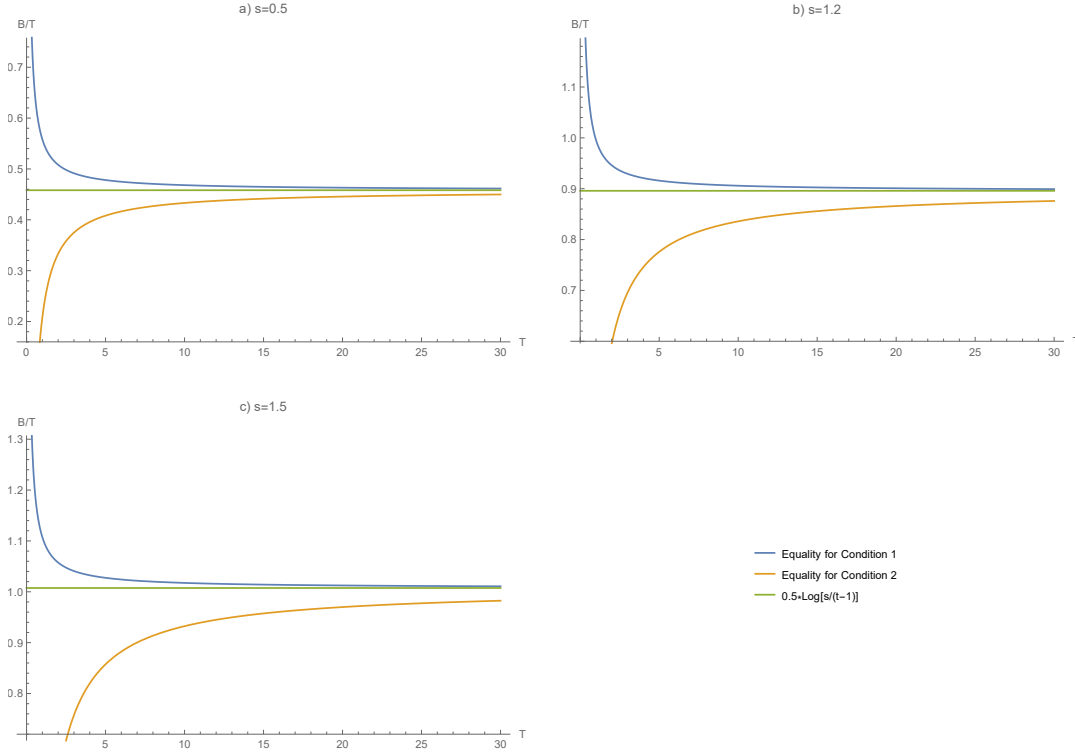 a) s=0.5
B/T
0.7
0.6
0.5
0.4
0.3
0.2
0 5 10 15 20 25 30 T
b) s=1.2
B/T
1.1
1.0
0.9
0.8
0.7
5 10 15 20 25 30
c) s=1.5
B/T
1.3
1.2
1.1
1.0
0.9
0.8
5 10 15 20 25 30 T
Equality for Condition 1
Equality for Condition 2
0.5*Log[s/(t−1)]